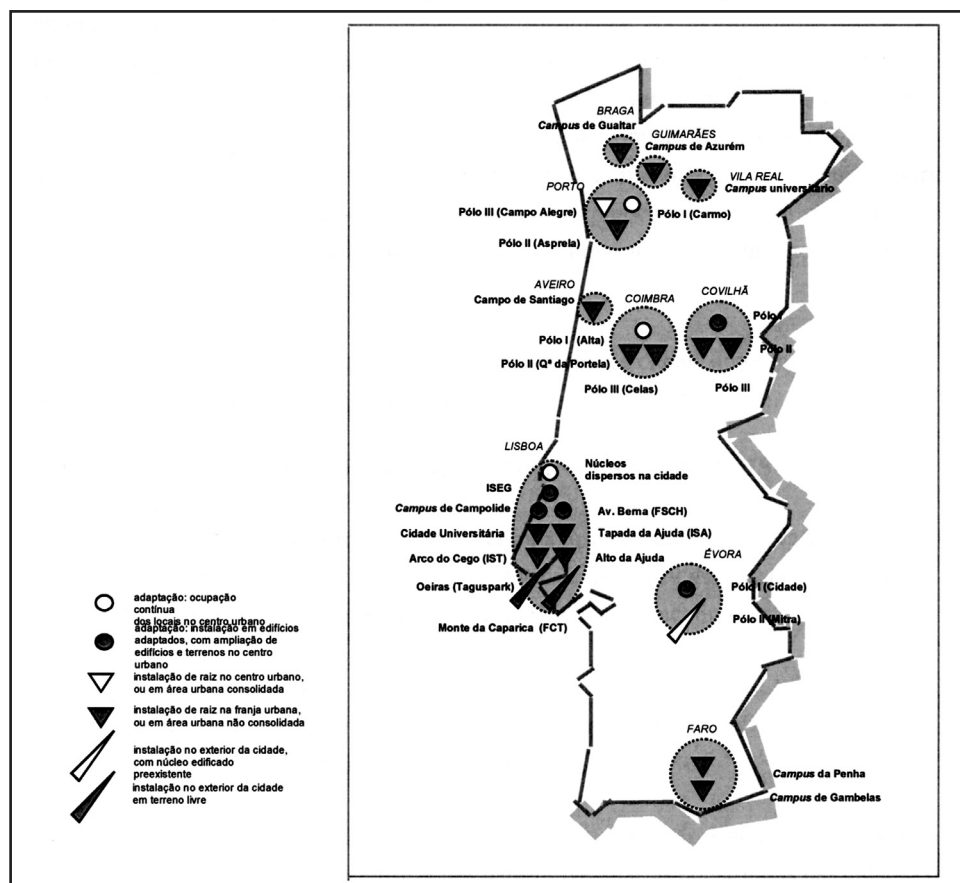 BRAGA
Campus de Gualtar
GUIMARÃES
Campus de Azurém
VILA REAL
Campus universitário
PORTO
Pólo III (Campo Alegre)
Pólo I (Carmo)
Pólo II (Asprela)
AVEIRO
Campo de Santiago
COIMBRA
COVILHÃ
Pólo I
Pólo I (Alta)
Pólo II
Pólo II (Qª da Portela)
Pólo III (Celas)
Pólo III
LISBOA
Núcleos
dispersos na cidade
ISEG
Campus de Campolide
Av. Berna (FSCH)
Cidade Universitária
Tapada da Ajuda (ISA)
Arco do Cego (IST)
Alto da Ajuda
ÉVORA
Oeiras (Taguspark)
Pólo I (Cidade)
Monte da Caparica (FCT)
Pólo II (Mitra)
FARO
Campus da Penha
Campus de Gambelas
adaptação: ocupação
contínua
dos locais no centro urbano
adaptação: instalação em edifícios
adaptados, com ampliação de
edifícios e terrenos no centro
urbano
instalação de raiz no centro urbano,
ou em área urbana consolidada
instalação de raiz na franja urbana,
ou em área urbana não consolidada
instalação no exterior da cidade,
com núcleo edificado
preexistente
instalação no exterior da cidade
em terreno livre